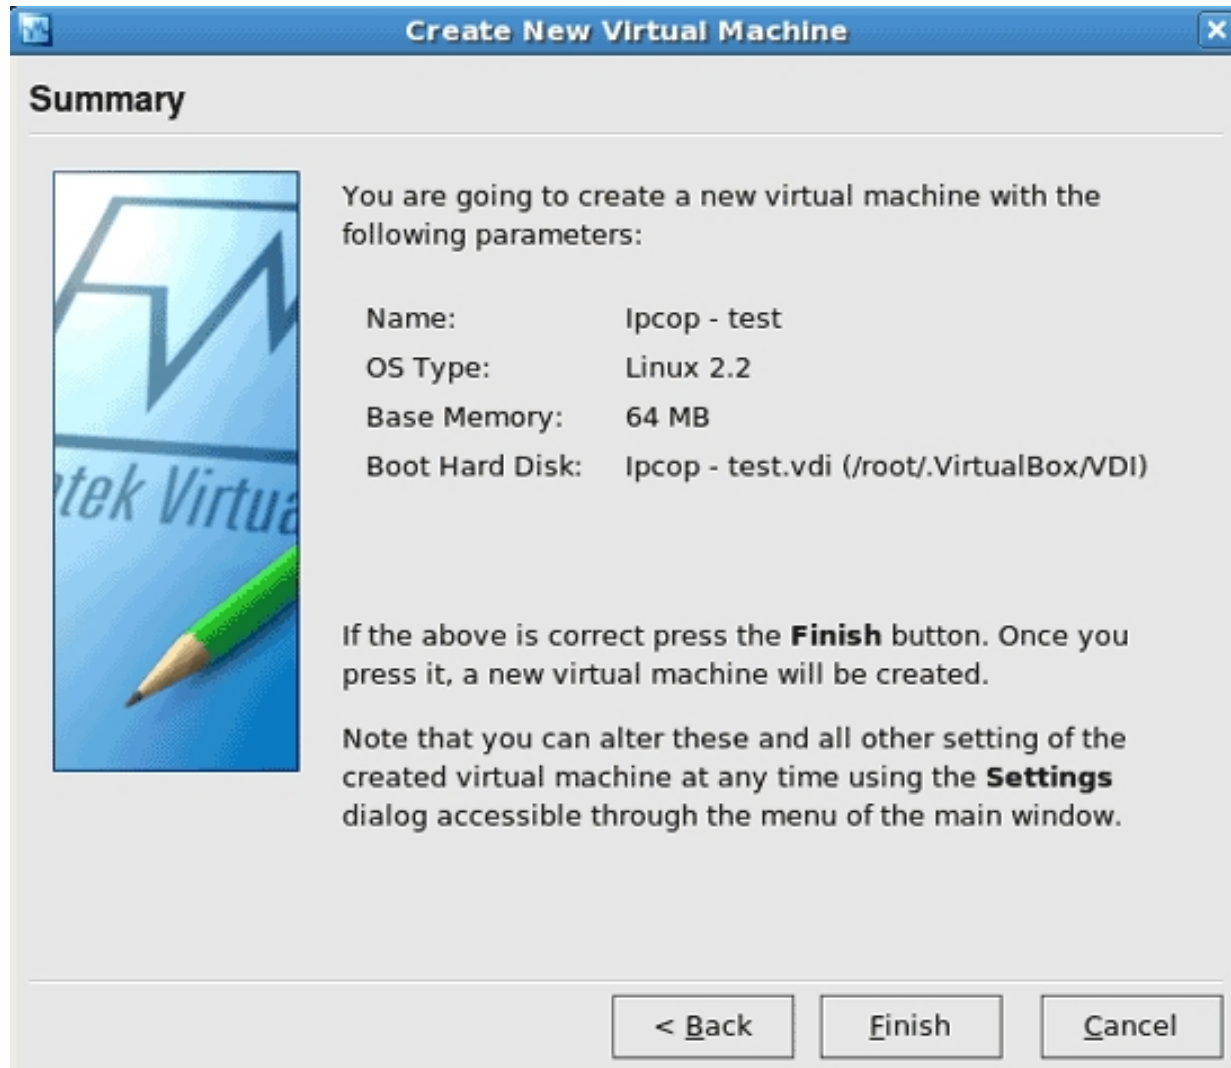 Create New Virtual Machine
Summary
You are going to create a new virtual machine with the
following parameters:
Name: Ipcop - test
OS Type: Linux 2.2
Base Memory: 64 MB
Boot Hard Disk: Ipcop - test.vdi (/root/.VirtualBox/VDI)
If the above is correct press the Finish button. Once you
press it, a new virtual machine will be created.
Note that you can alter these and all other setting of the
created virtual machine at any time using the Settings
dialog accessible through the menu of the main window.
tek Virtua
< Back
Finish
Cancel